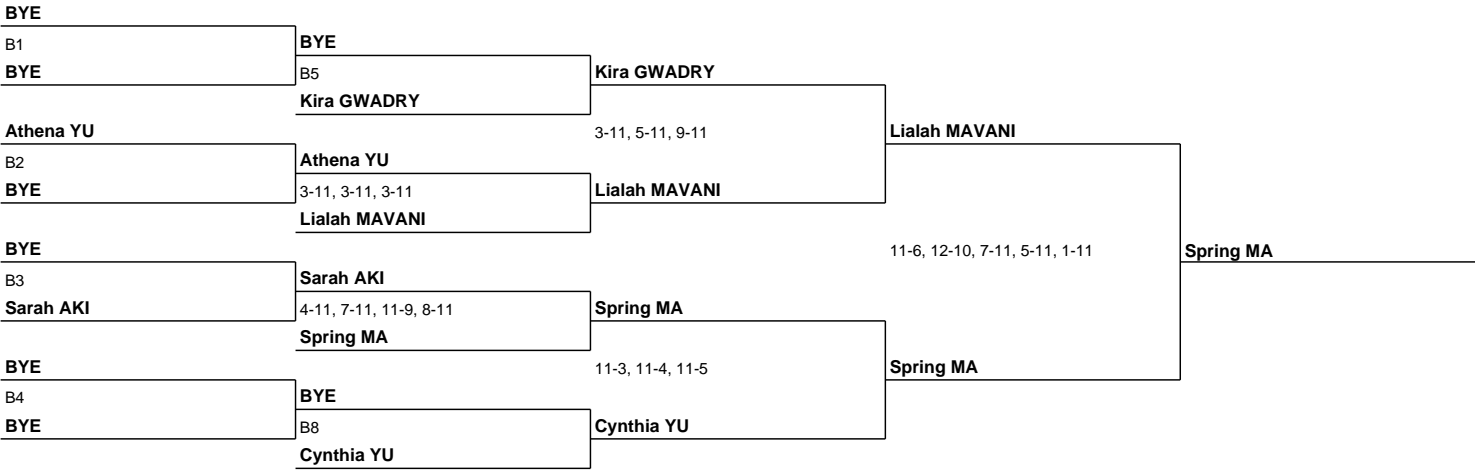 BYE
B1
BYE
BYE
B5
Kira GWADRY
Kira GWADRY
Athena YU
3-11, 5-11, 9-11
Lialah MAVANI
B2
Athena YU
BYE
3-11, 3-11, 3-11
Lialah MAVANI
Lialah MAVANI
BYE
11-6, 12-10, 7-11, 5-11, 1-11
Spring MA
B3
Sarah AKI
Sarah AKI
4-11, 7-11, 11-9, 8-11
Spring MA
Spring MA
BYE
11-3, 11-4, 11-5
Spring MA
B4
BYE
BYE
B8
Cynthia YU
Cynthia YU